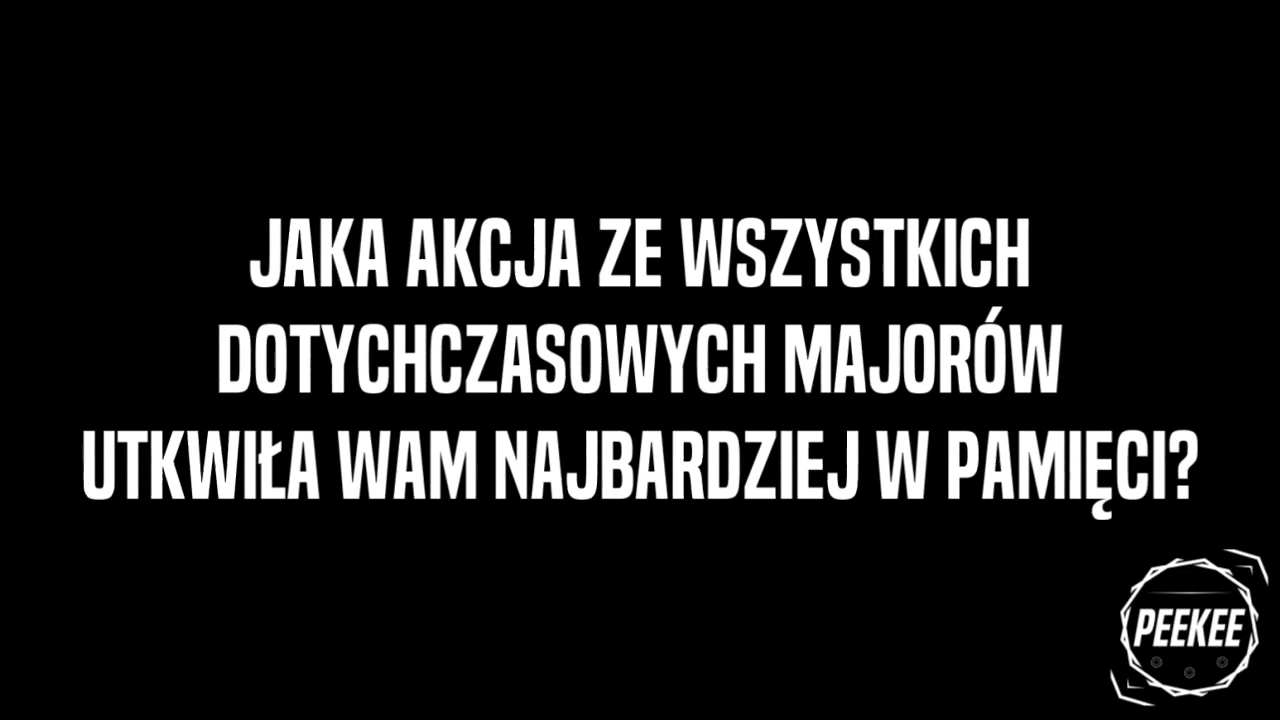 JAKA AKCJA ZE WSZYSTKICH
DOTYCHCZASOWYCH MAJORÓW
UTKWIŁA WAM NAJBARDZIEJ W PAMIĘCI?
PEEKEE